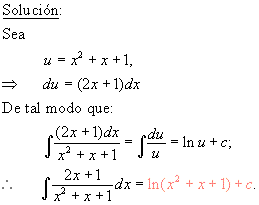 Solución:
Sea
u = x² + x + 1,
⇒ du = (2x + 1)dx
De tal modo que:
∫ (2x + 1)dx / x² + x + 1 = ∫ du / u = ln u + c;
∴ ∫ 2x + 1 / x² + x + 1 dx = ln(x² + x + 1) + c.